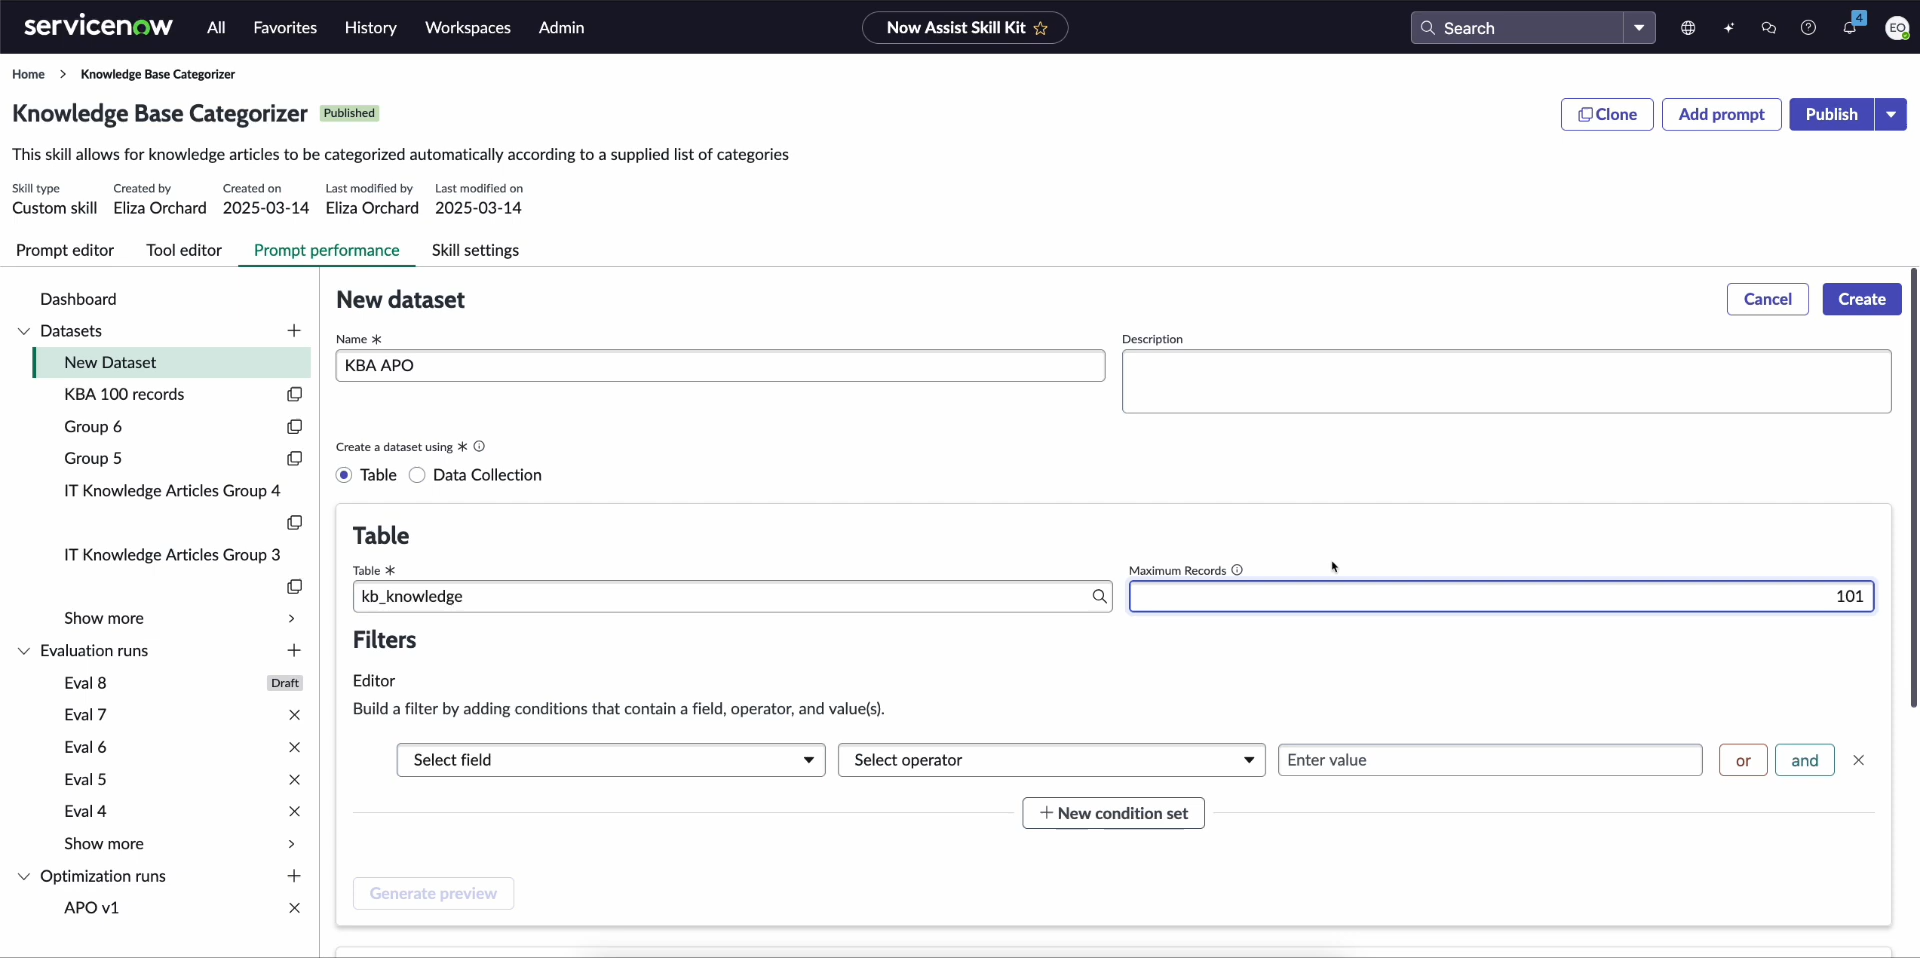 servicenow
All
Favorites
History
Workspaces
Admin
Now Assist Skill Kit
Search
4
EO
Home > Knowledge Base Categorizer
Knowledge Base Categorizer
Published
Clone
Add prompt
Publish
This skill allows for knowledge articles to be categorized automatically according to a supplied list of categories
Skill type
Created by
Created on
Last modified by
Last modified on
Custom skill
Eliza Orchard
2025-03-14
Eliza Orchard
2025-03-14
Prompt editor
Tool editor
Prompt performance
Skill settings
Dashboard
Datasets
New Dataset
KBA 100 records
Group 6
Group 5
IT Knowledge Articles Group 4
IT Knowledge Articles Group 3
Show more
Evaluation runs
Eval 8
Draft
Eval 7
Eval 6
Eval 5
Eval 4
Show more
Optimization runs
APO v1
New dataset
Cancel
Create
Name *
KBA APO
Description
Create a dataset using *
Table
Data Collection
Table
Table *
kb_knowledge
Maximum Records
101
Filters
Editor
Build a filter by adding conditions that contain a field, operator, and value(s).
Select field
Select operator
Enter value
or
and
+ New condition set
Generate preview